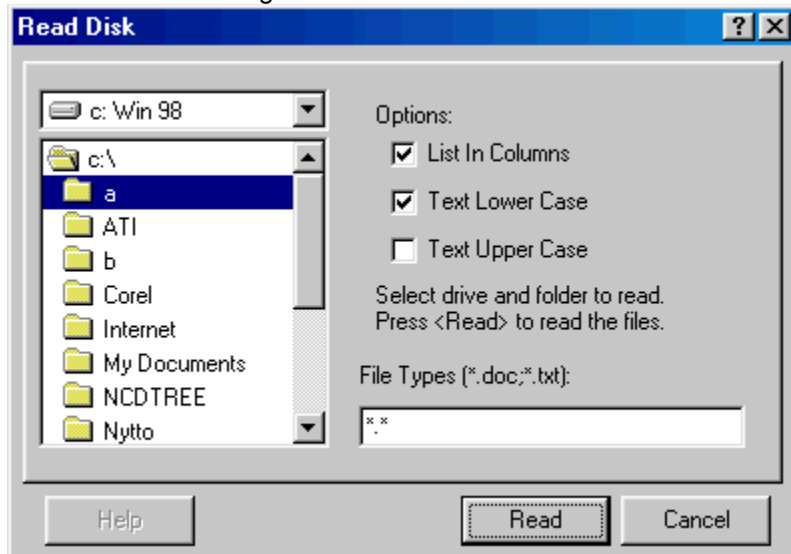 Read Disk
c: Win 98
c:\
a
ATI
b
Corel
Internet
My Documents
NCDTREE
Nytto
Options:
List In Columns
Text Lower Case
Text Upper Case
Select drive and folder to read.
Press <Read> to read the files.
File Types (*.doc;*.txt):
*.*
Help
Read
Cancel